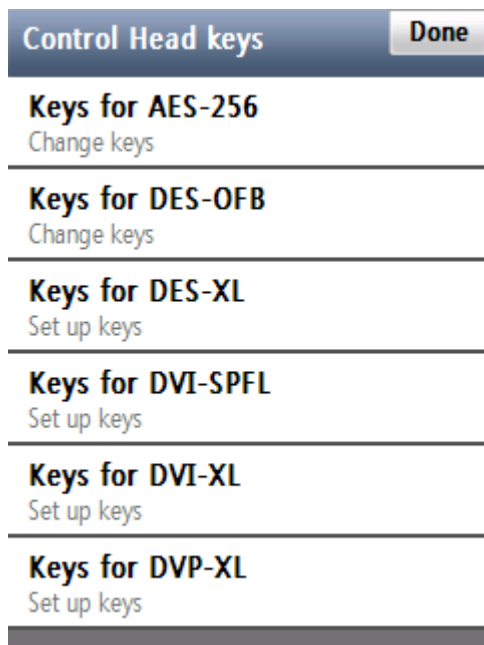 Control Head keys
Done
Keys for AES-256
Change keys
Keys for DES-OFB
Change keys
Keys for DES-XL
Set up keys
Keys for DVI-SPFL
Set up keys
Keys for DVI-XL
Set up keys
Keys for DVP-XL
Set up keys